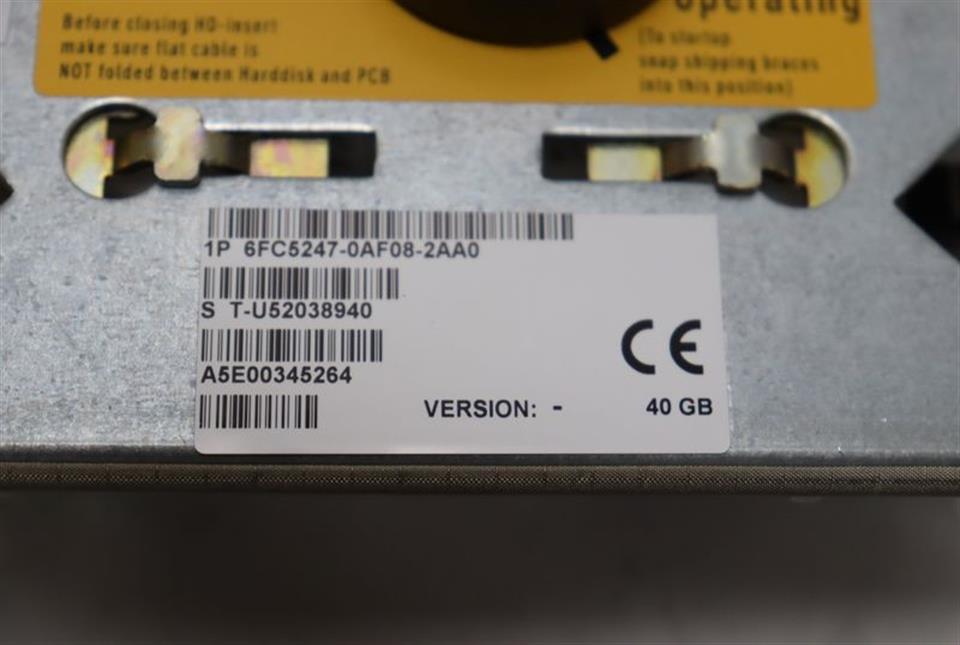 Before closing HD-insert
make sure flat cable is
NOT folded between Harddisk and PCB
operating
(To startup
snap shipping braces
into this position)
1P 6FC5247-0AF08-2AA0
S T-U52038940
A5E00345264
VERSION: -
40 GB
CE